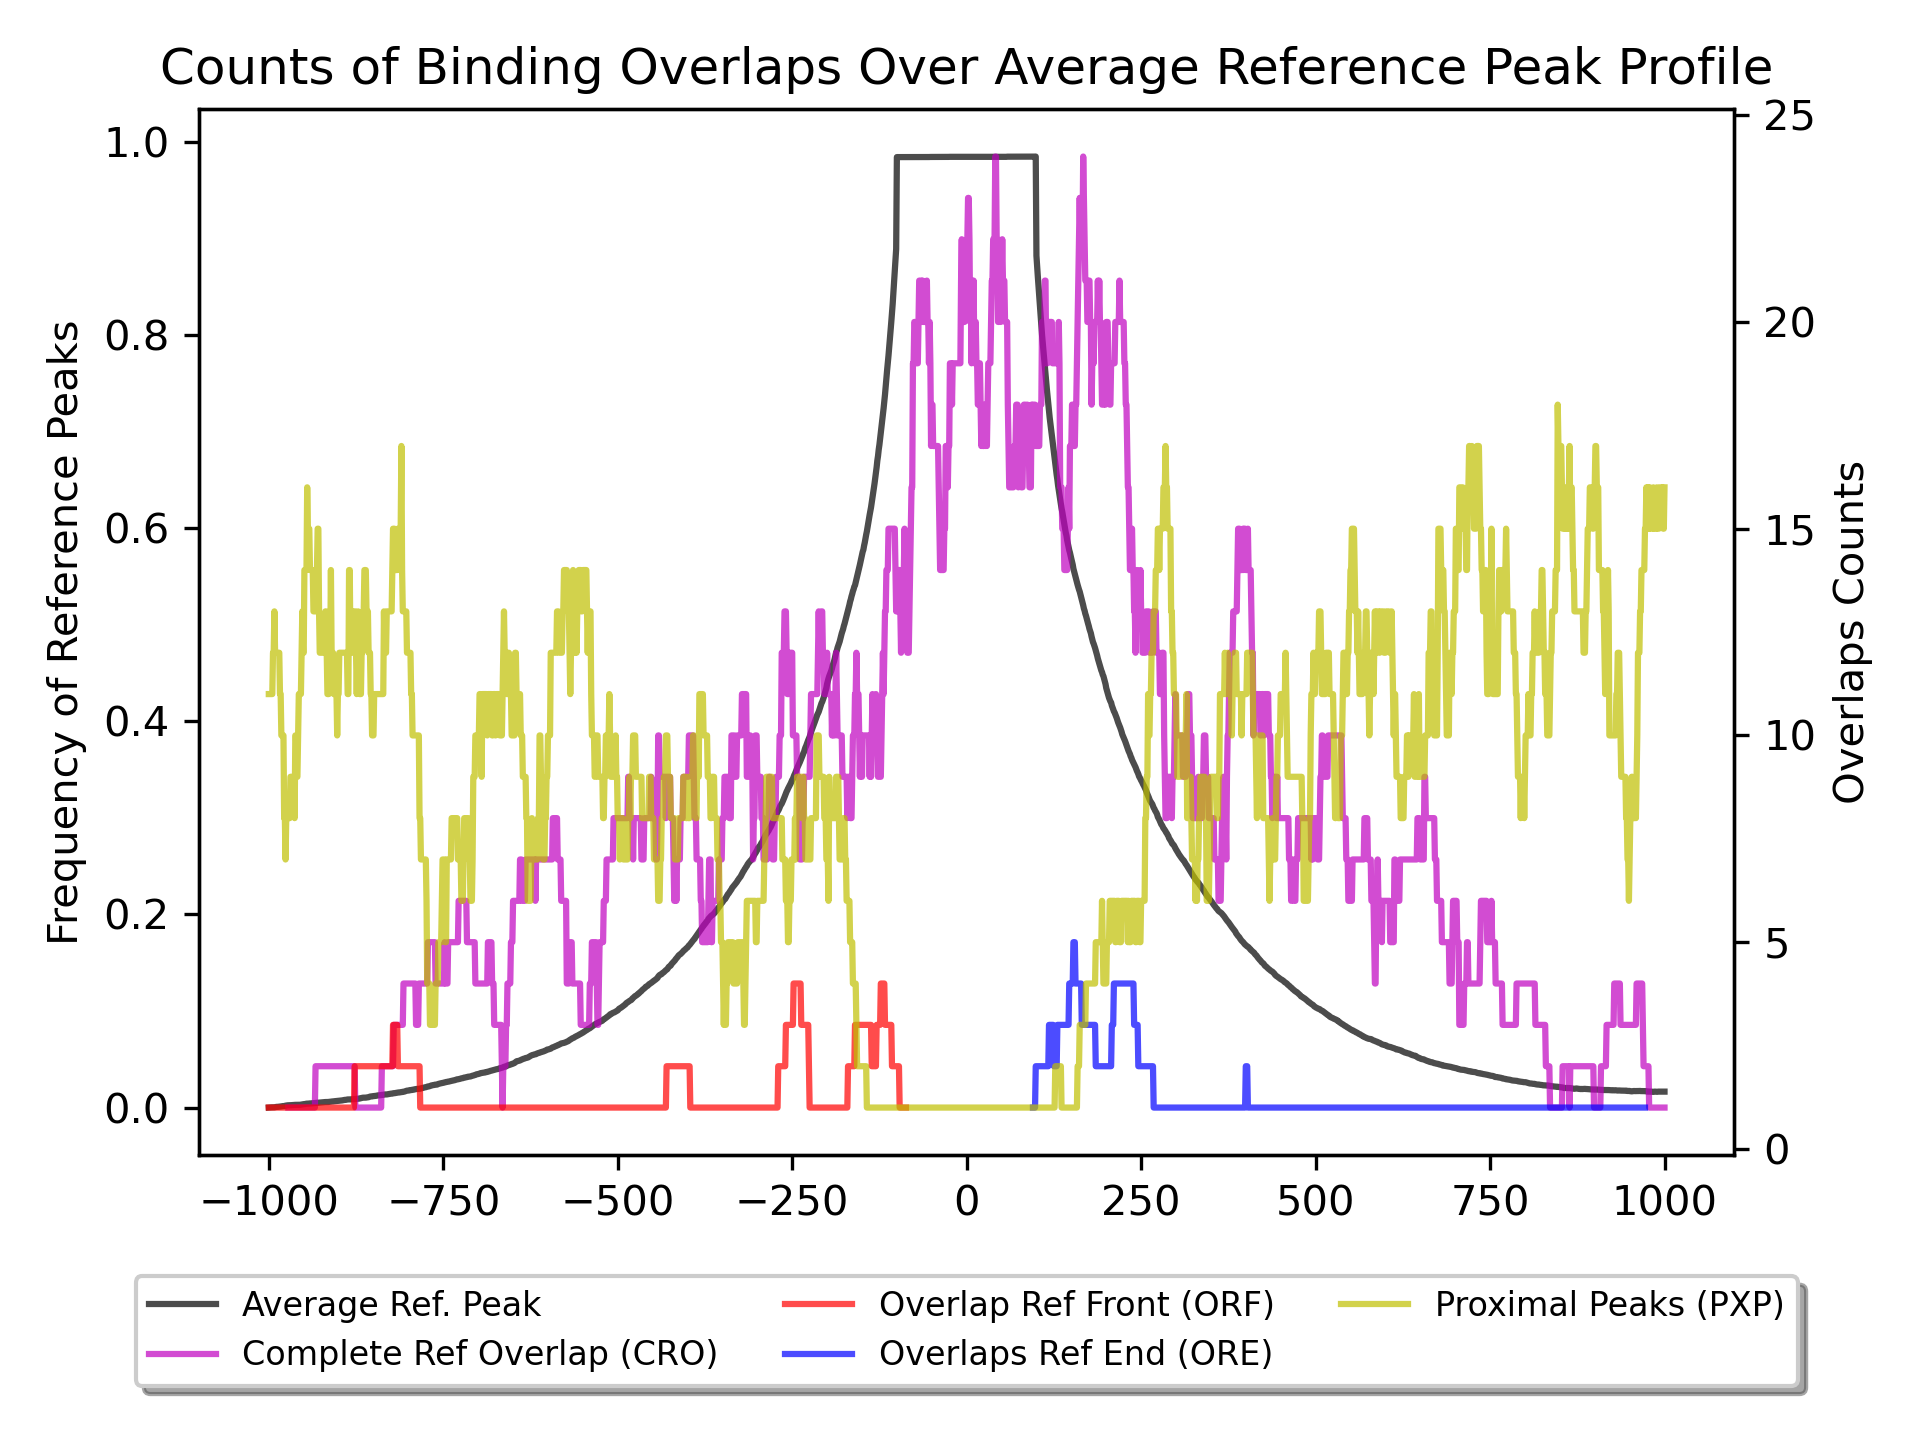 Counts of Binding Overlaps Over Average Reference Peak Profile
1.0
0.8
0.6
0.4
0.2
0.0
Frequency of Reference Peaks
25
20
15
10
5
0
Overlaps Counts
−1000 −750 −500 −250 0 250 500 750 1000
Average Ref. Peak
Complete Ref Overlap (CRO)
Overlap Ref Front (ORF)
Overlaps Ref End (ORE)
Proximal Peaks (PXP)